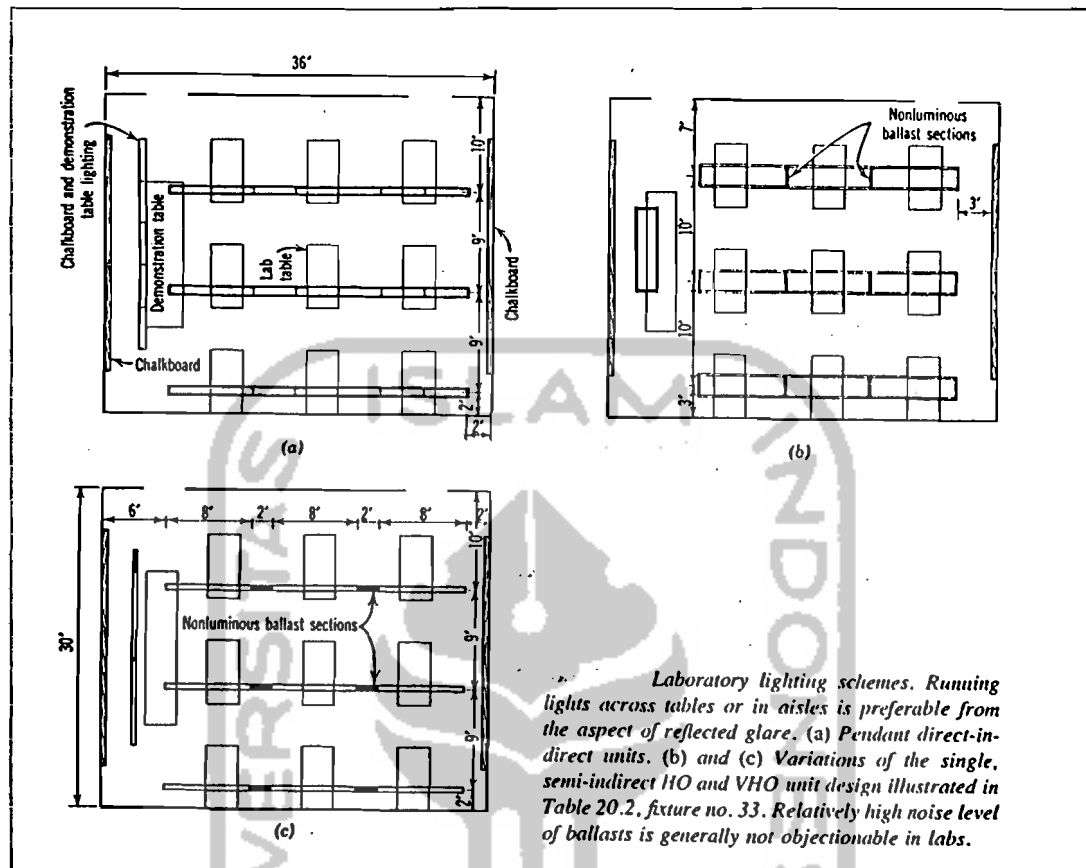 36'
Chalkboard and demonstration
table lighting
Demonstration table
Lab
table
Chalkboard
Chalkboard
10'
9'
9'
2'
2'
(a)
Nonluminous
ballast sections
7'
10'
10'
3'
3'
(b)
30'
6'
8'
2'
8'
2'
8'
2'
10'
9'
9'
2'
Nonluminous ballast sections
(c)
Laboratory lighting schemes. Running
lights across tables or in aisles is preferable from
the aspect of reflected glare. (a) Pendant direct-in-
direct units. (b) and (c) Variations of the single,
semi-indirect HO and VHO unit design illustrated in
Table 20.2, fixture no. 33. Relatively high noise level
of ballasts is generally not objectionable in labs.
ISLAM
INDONE
VERSITAS